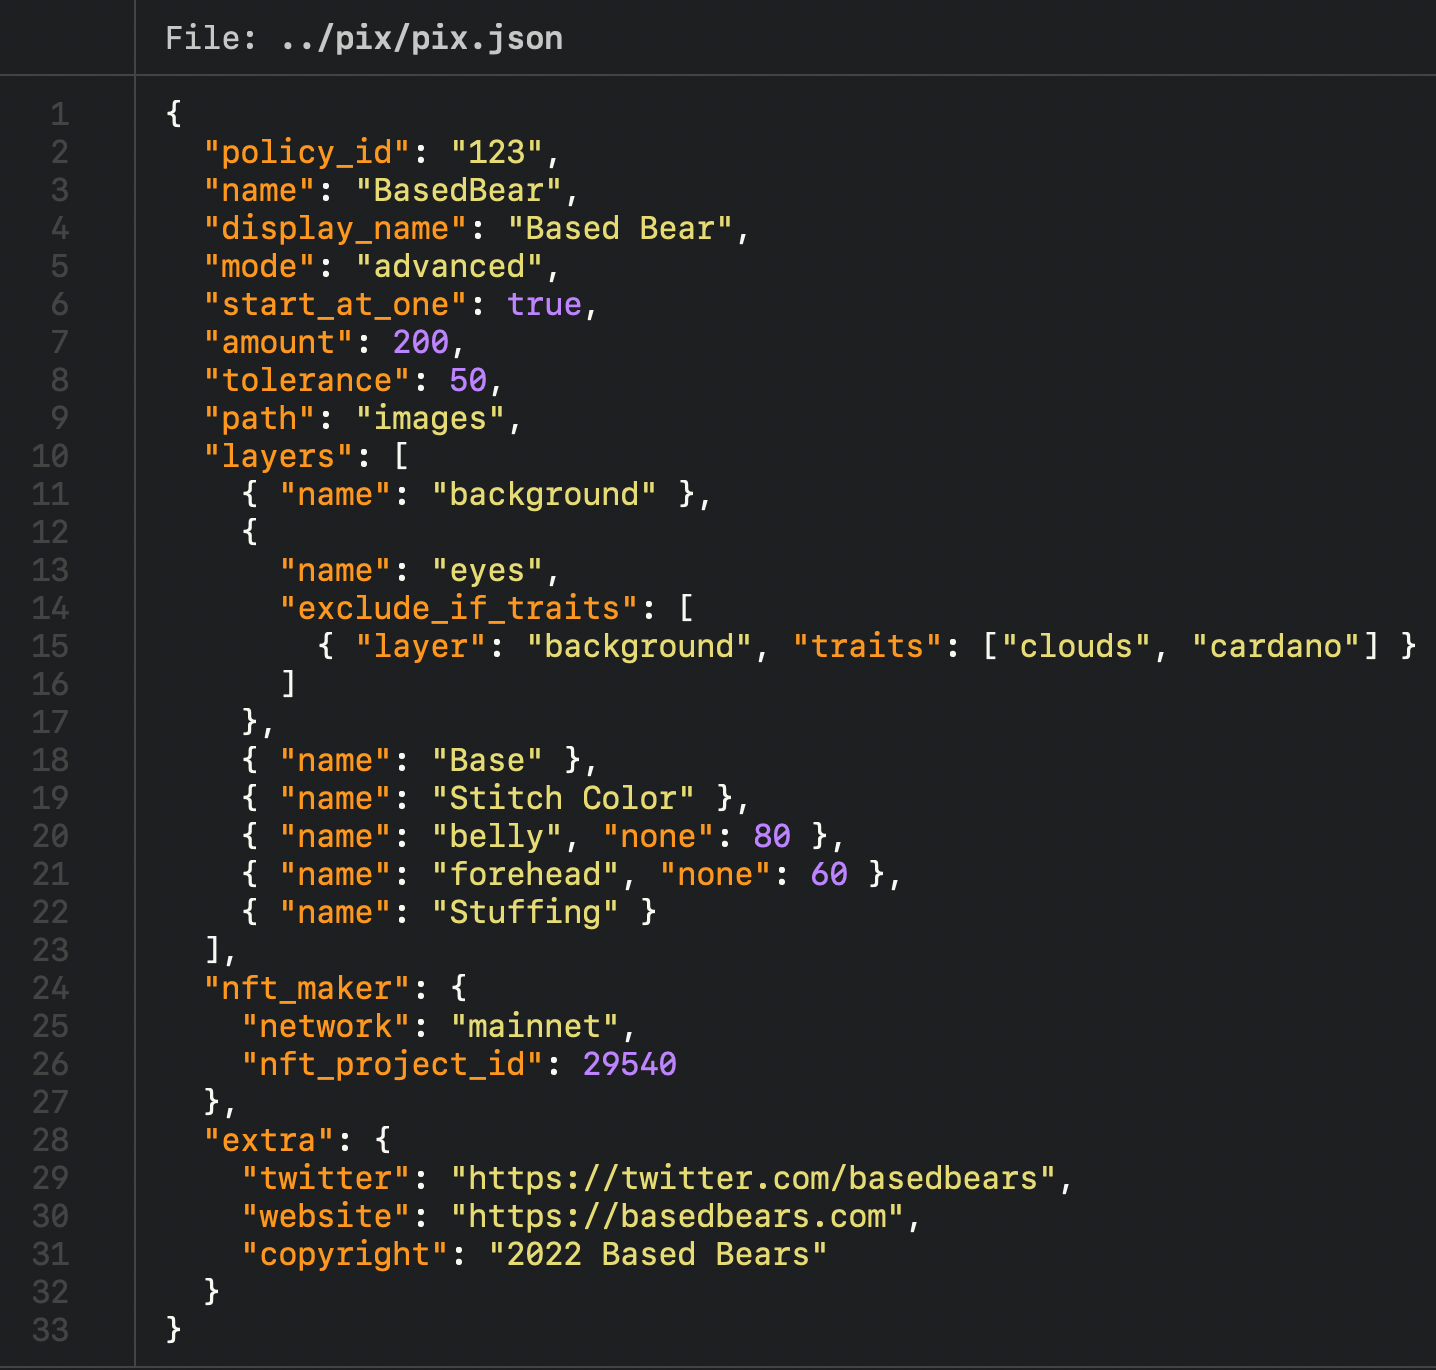 File: ../pix/pix.json
1 {
2   "policy_id": "123",
3   "name": "BasedBear",
4   "display_name": "Based Bear",
5   "mode": "advanced",
6   "start_at_one": true,
7   "amount": 200,
8   "tolerance": 50,
9   "path": "images",
10   "layers": [
11     { "name": "background" },
12     {
13       "name": "eyes",
14       "exclude_if_traits": [
15         { "layer": "background", "traits": ["clouds", "cardano"] }
16       ]
17     },
18     { "name": "Base" },
19     { "name": "Stitch Color" },
20     { "name": "belly", "none": 80 },
21     { "name": "forehead", "none": 60 },
22     { "name": "Stuffing" }
23   ],
24   "nft_maker": {
25     "network": "mainnet",
26     "nft_project_id": 29540
27   },
28   "extra": {
29     "twitter": "https://twitter.com/basedbears",
30     "website": "https://basedbears.com",
31     "copyright": "2022 Based Bears"
32   }
33 }